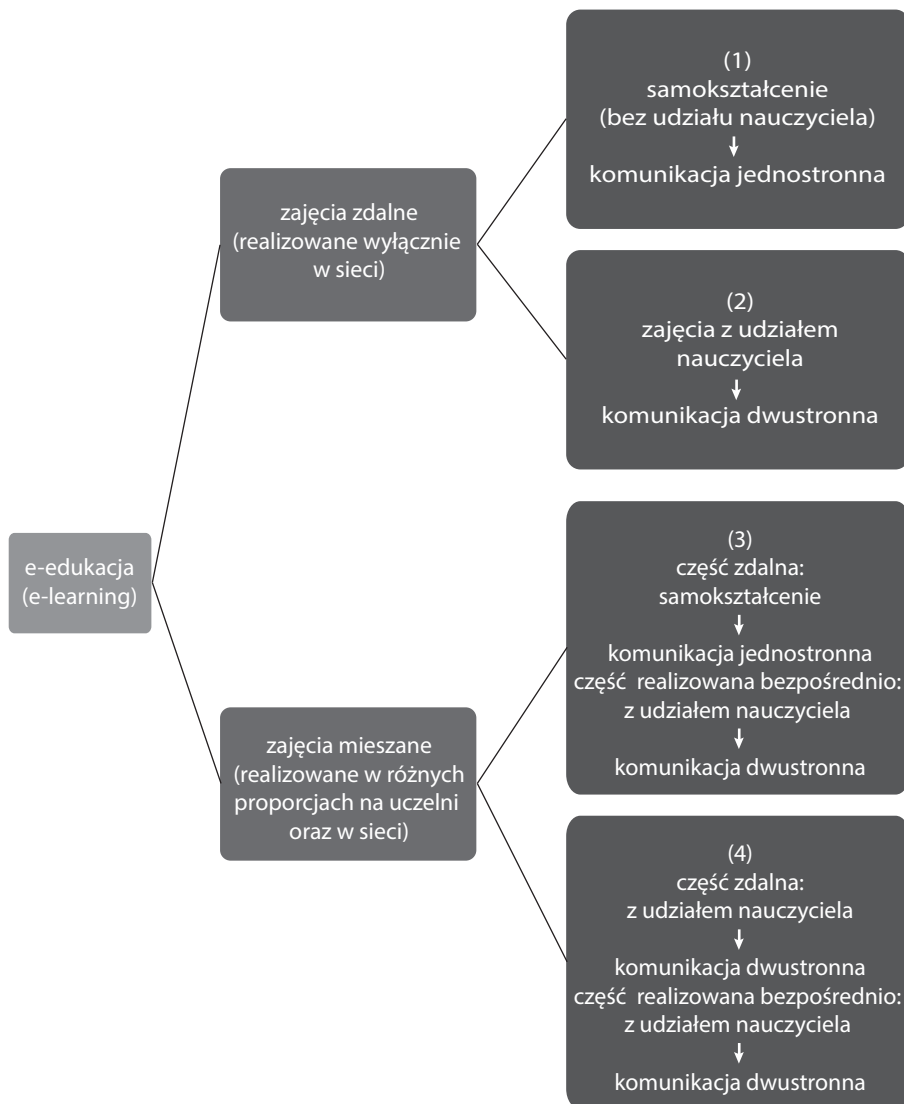 e-edukacja
(e-learning)
zajęcia zdalne
(realizowane wyłącznie
w sieci)
(1)
samokształcenie
(bez udziału nauczyciela)
↓
komunikacja jednostronna
(2)
zajęcia z udziałem
nauczyciela
↓
komunikacja dwustronna
zajęcia mieszane
(realizowane w różnych
proporcjach na uczelni
oraz w sieci)
(3)
część zdalna:
samokształcenie
↓
komunikacja jednostronna
część realizowana bezpośrednio:
z udziałem nauczyciela
↓
komunikacja dwustronna
(4)
część zdalna:
z udziałem nauczyciela
↓
komunikacja dwustronna
część realizowana bezpośrednio:
z udziałem nauczyciela
↓
komunikacja dwustronna